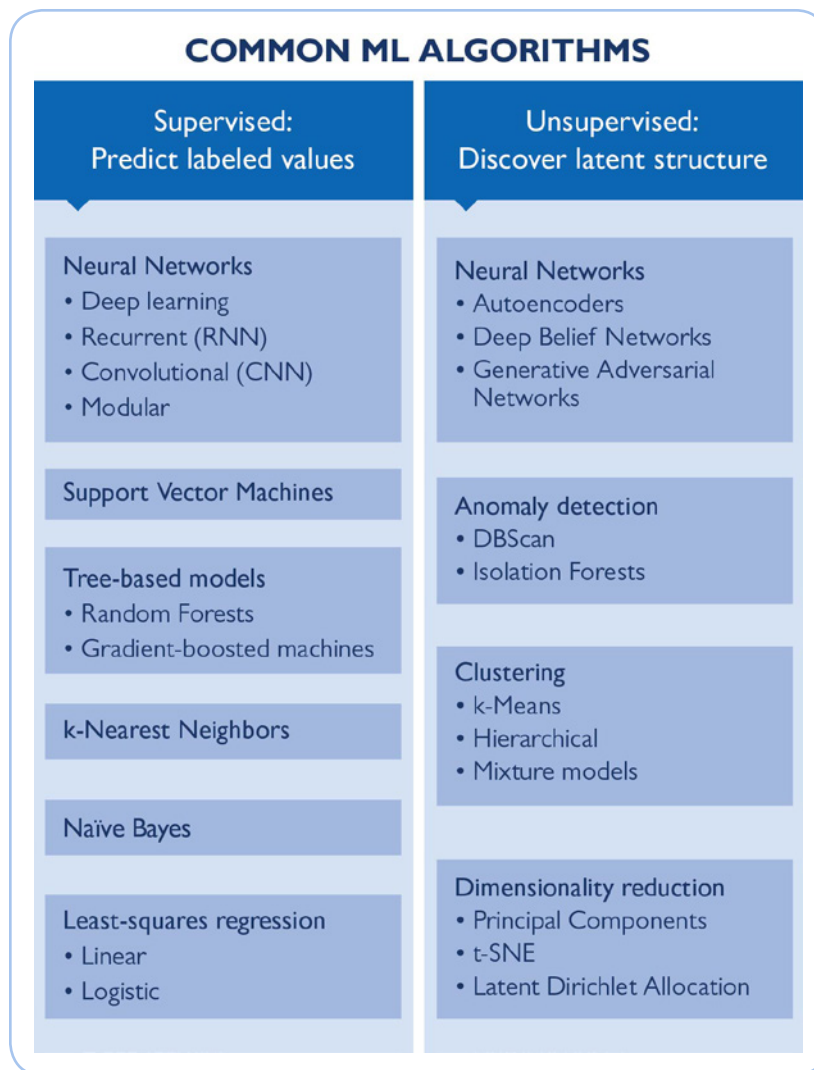 COMMON ML ALGORITHMS
Supervised:
Predict labeled values
Neural Networks
• Deep learning
• Recurrent (RNN)
• Convolutional (CNN)
• Modular
Support Vector Machines
Tree-based models
• Random Forests
• Gradient-boosted machines
k-Nearest Neighbors
Naïve Bayes
Least-squares regression
• Linear
• Logistic
Unsupervised:
Discover latent structure
Neural Networks
• Autoencoders
• Deep Belief Networks
• Generative Adversarial
Networks
Anomaly detection
• DBScan
• Isolation Forests
Clustering
• k-Means
• Hierarchical
• Mixture models
Dimensionality reduction
• Principal Components
• t-SNE
• Latent Dirichlet Allocation